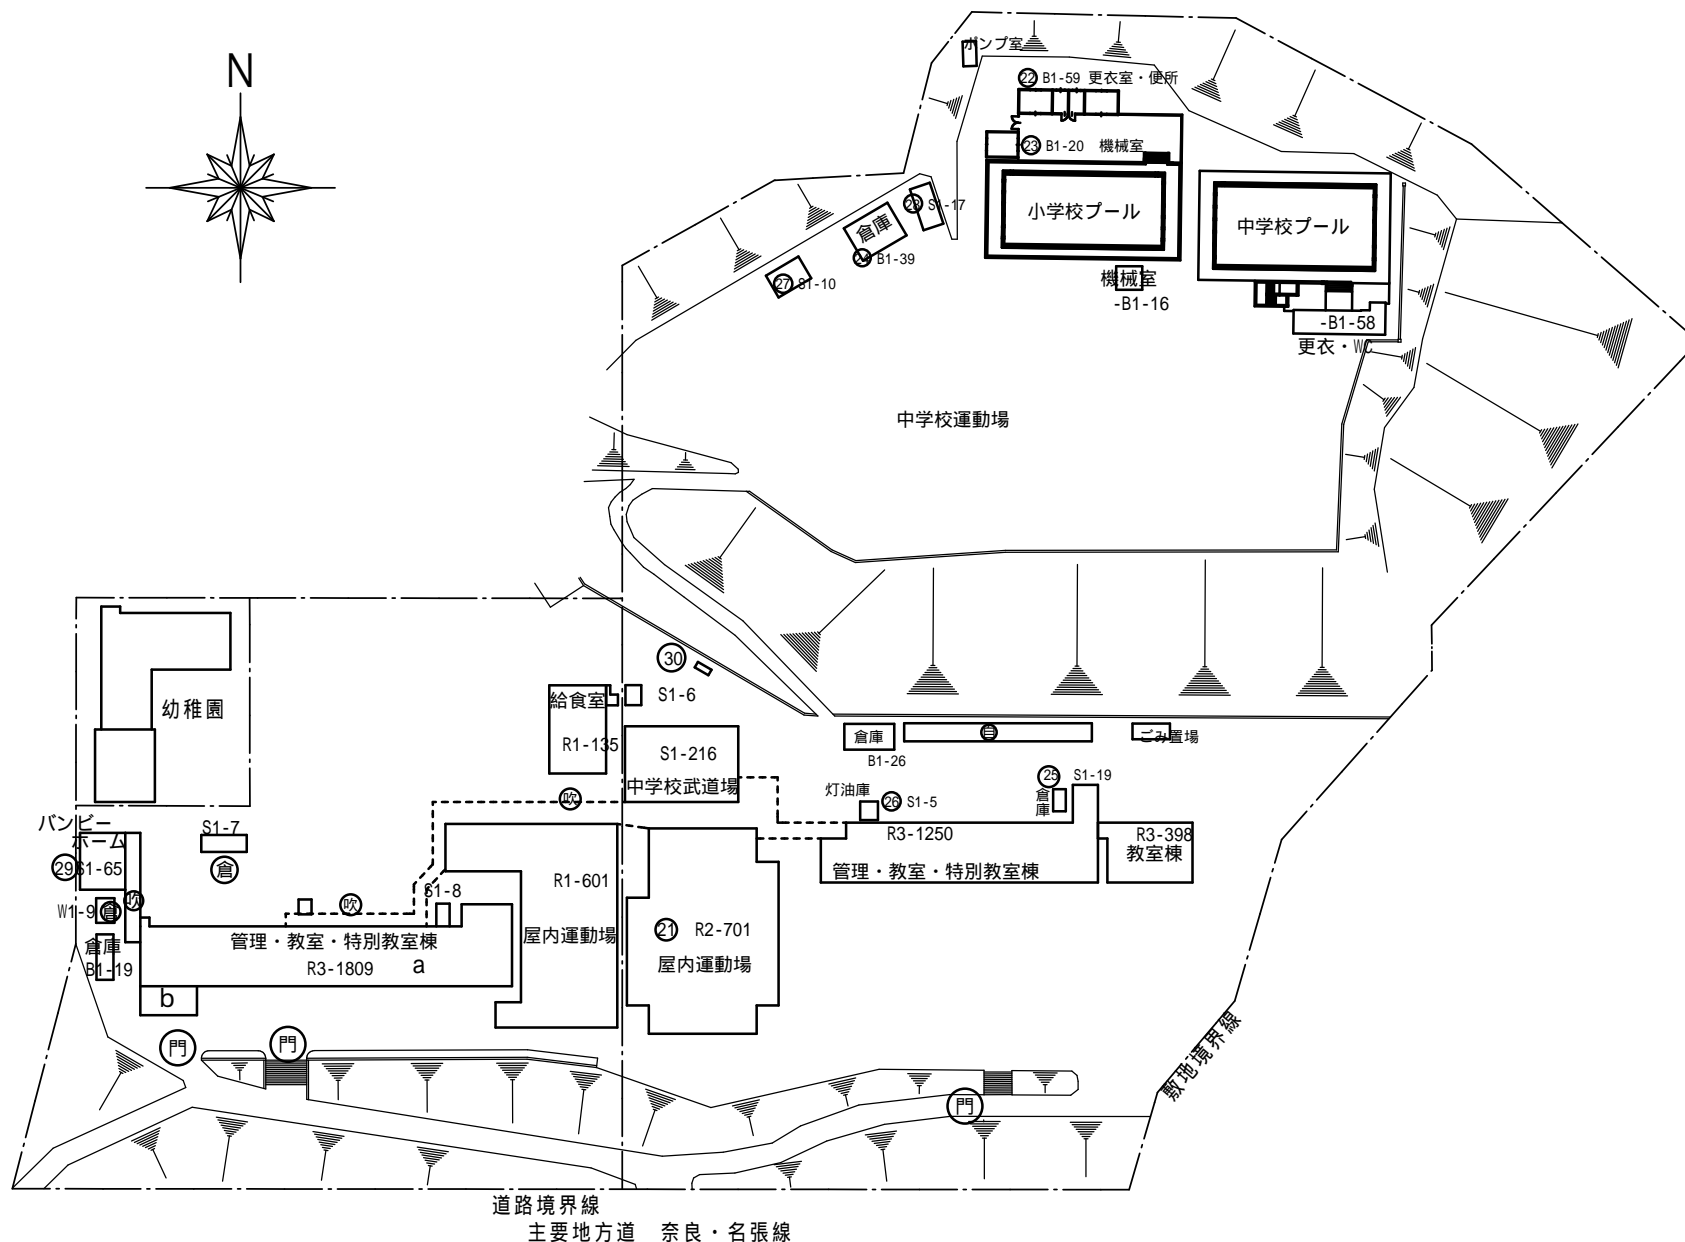 N
ポンプ室
22 B1-59 更衣室・便所
23 B1-20 機械室
小学校プール
中学校プール
28 S1-17
倉庫
B1-39
27 S1-10
機械室
-B1-16
-B1-58
更衣・WC
中学校運動場
30
S1-6
給食室
R1-135
S1-216
中学校武道場
倉庫
B1-26
自
ごみ置場
幼稚園
吹
灯油庫
26 S1-5
25 S1-19
倉庫
R3-1250
管理・教室・特別教室棟
R3-398
教室棟
バンビー
ホーム
29 S1-65
S1-7
倉
W1-9 倉
吹
吹
S1-8
R1-601
屋内運動場
21 R2-701
屋内運動場
倉庫
B1-19
管理・教室・特別教室棟
R3-1809 a
b
門
門
門
敷地境界線
道路境界線
主要地方道 奈良・名張線